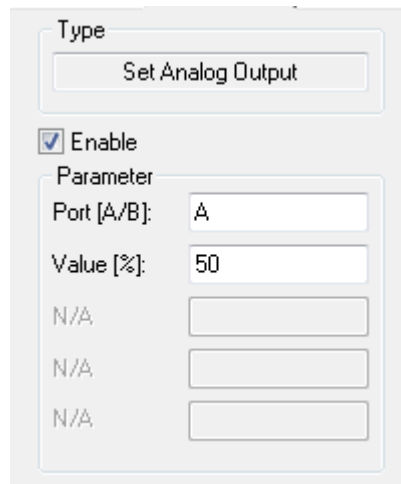 Type
Set Analog Output
Enable
Parameter
Port [A/B]: A
Value [%]: 50
N/A
N/A
N/A